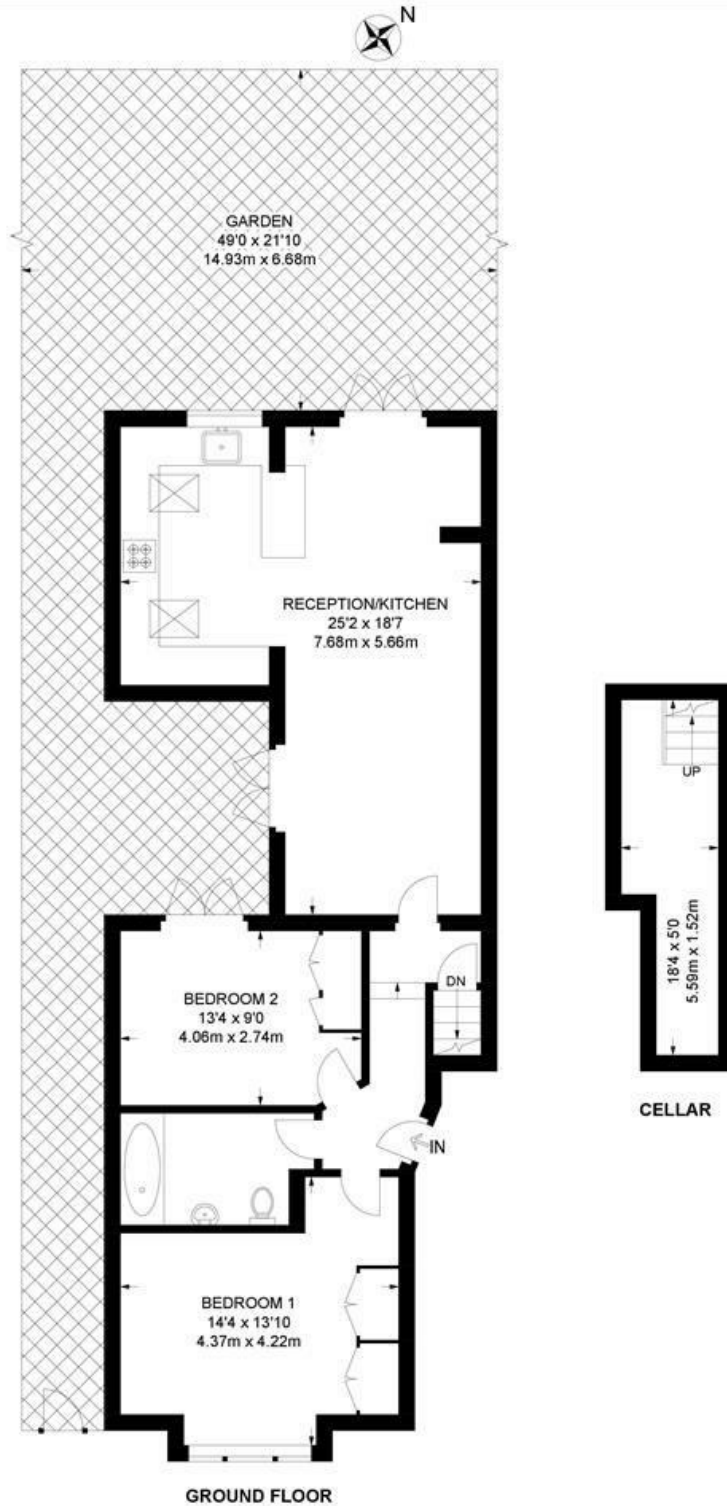 N
GARDEN
49'0 x 21'10
14.93m x 6.68m
RECEPTION/KITCHEN
25'2 x 18'7
7.68m x 5.66m
UP
18'4 x 5'0
5.59m x 1.52m
CELLAR
DN
BEDROOM 2
13'4 x 9'0
4.06m x 2.74m
IN
BEDROOM 1
14'4 x 13'10
4.37m x 4.22m
GROUND FLOOR